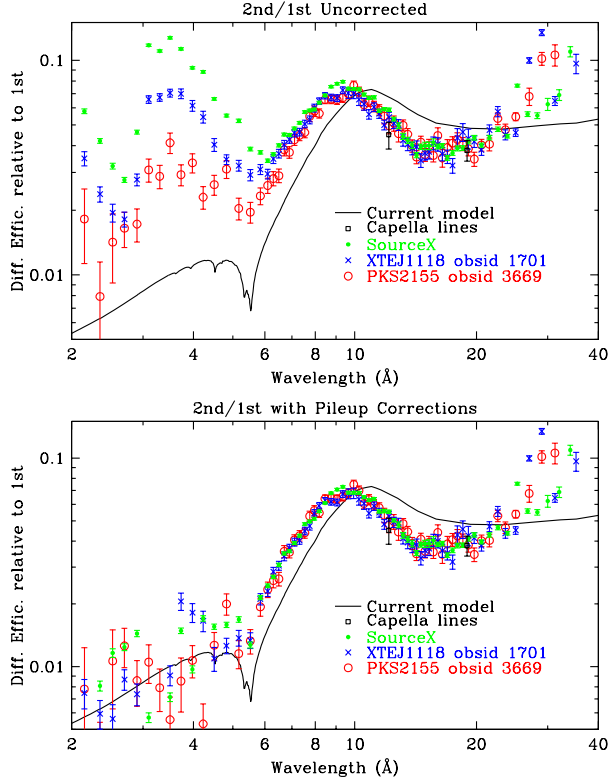 2nd/1st Uncorrected
Diff. Effic. relative to 1st
0.1
0.01
Current model
Capella lines
SourceX
XTEJ1118 obsid 1701
PKS2155 obsid 3669
2 4 6 8 10 20 40
Wavelength (Å)
2nd/1st with Pileup Corrections
Diff. Effic. relative to 1st
0.1
0.01
Current model
Capella lines
SourceX
XTEJ1118 obsid 1701
PKS2155 obsid 3669
2 4 6 8 10 20 40
Wavelength (Å)